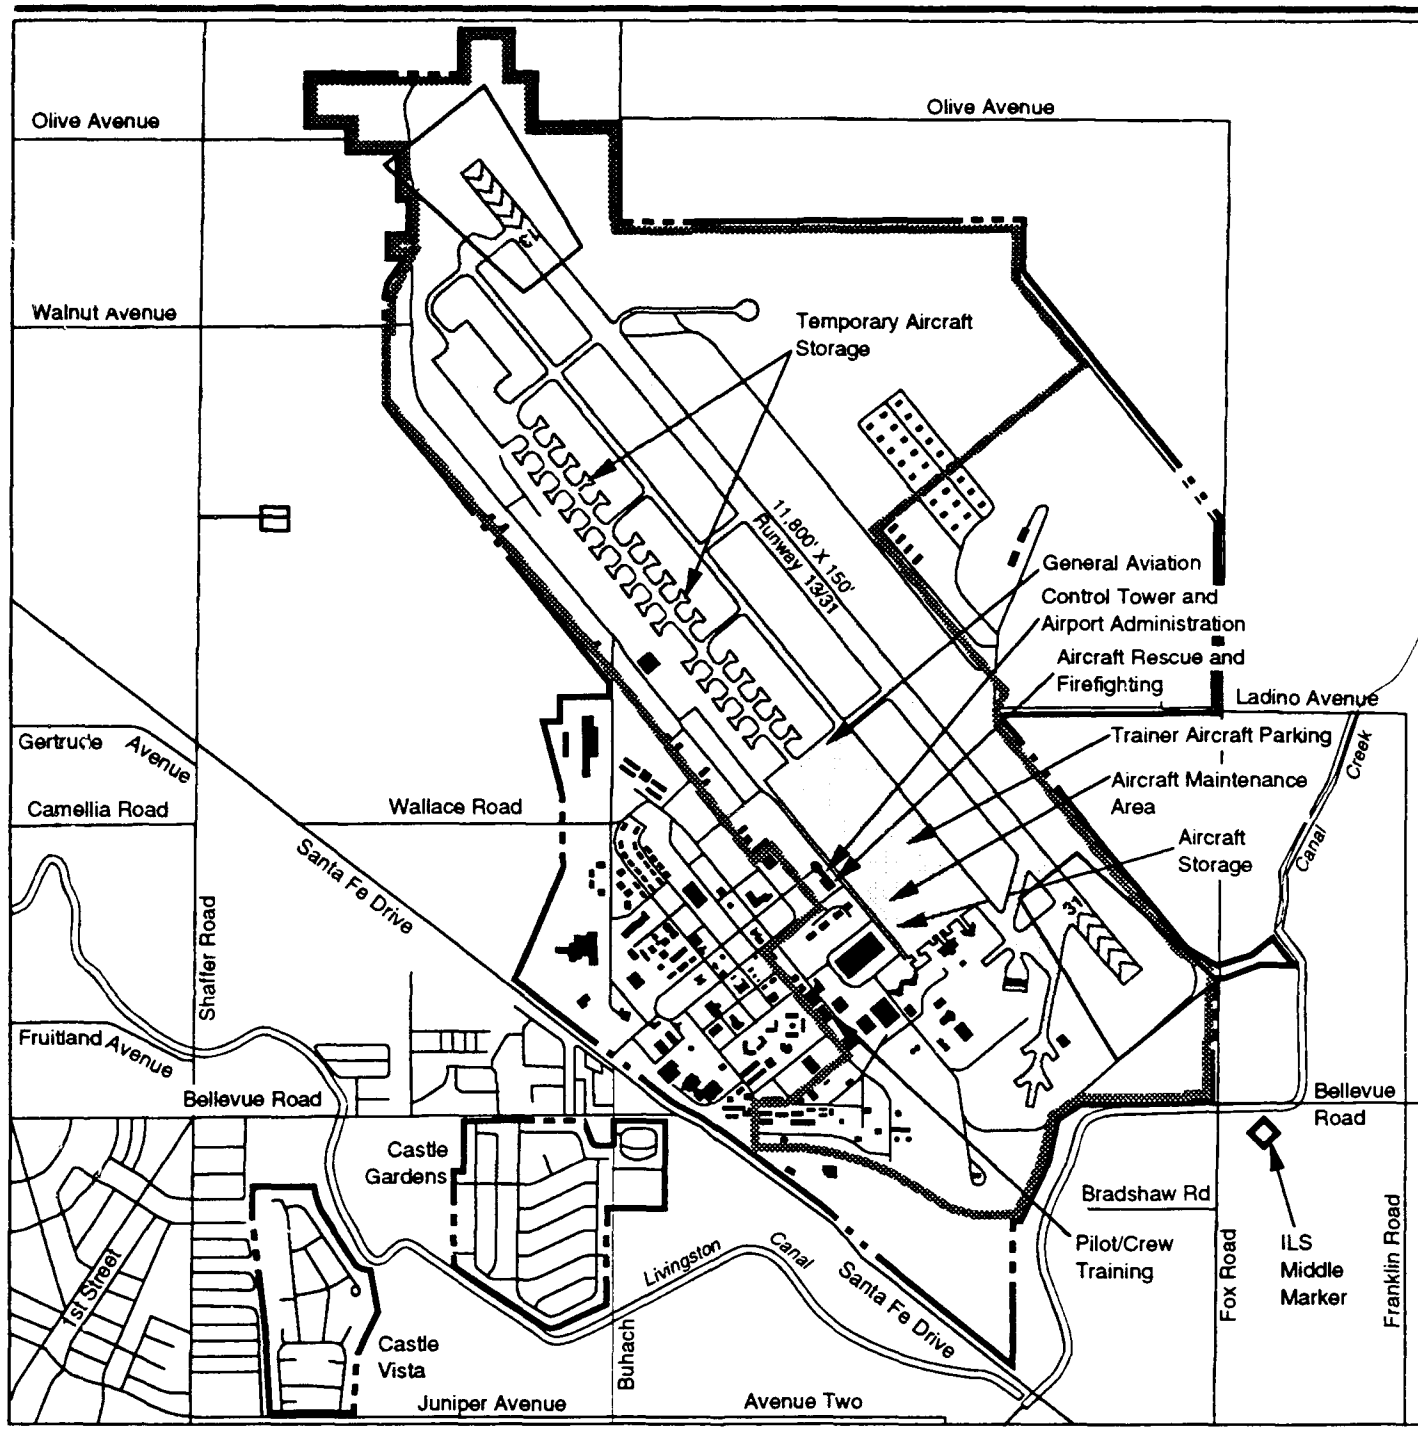 Olive Avenue
Olive Avenue
13
Walnut Avenue
Temporary Aircraft
Storage
11,800' X 150'
Runway 13/31
General Aviation
Control Tower and
Airport Administration
Aircraft Rescue and
Firefighting
Ladino Avenue
Gertrude Avenue
Trainer Aircraft Parking
Creek
Canal
Aircraft Maintenance
Area
Camellia Road
Wallace Road
Aircraft
Storage
Santa Fe Drive
31
Shaffer Road
Fruitland Avenue
Bellevue Road
Bellevue
Road
Castle
Gardens
Bradshaw Rd
1st Street
Livingston Canal
Pilot/Crew
Training
ILS
Middle
Marker
Fox Road
Franklin Road
Santa Fe Drive
Buhach
Castle
Vista
Juniper Avenue
Avenue Two